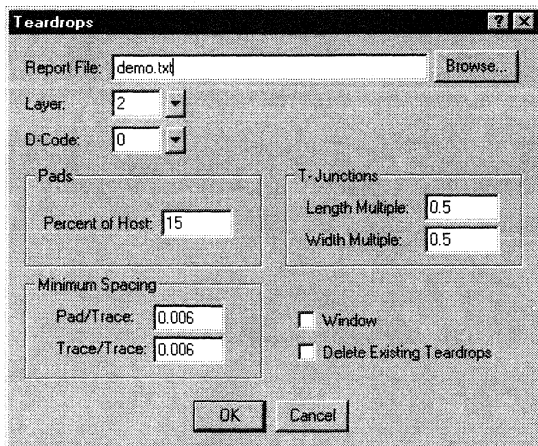 Teardrops
Report File: demo.txt Browse...
Layer: 2
D-Code: 0
Pads
Percent of Host: 15
T-Junctions
Length Multiple: 0.5
Width Multiple: 0.5
Minimum Spacing
Pad/Trace: 0.006
Trace/Trace: 0.006
Window
Delete Existing Teardrops
OK Cancel